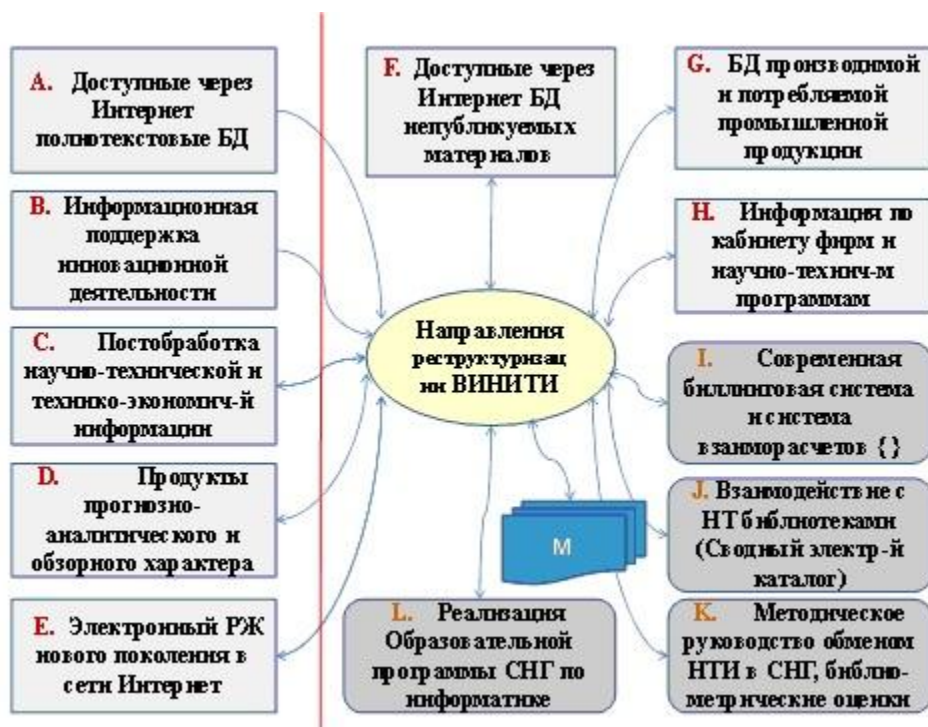 A. Доступные через
Интернет
полнотекстовые БД
B. Информационная
поддержка
инновационной
деятельности
C. Постобработка
научно-технической и
технико-экономич-й
информации
D. Продукты
прогнозно-
аналитического и
обзорного характера
E. Электронный РЖ
нового поколения в
сети Интернет
F. Доступные через
Интернет БД
непубликуемых
материалов
Направления
реструктуризац
ии ВИНИТИ
M
L. Реализация
Образовательной
программы СНГ по
информатике
G. БД производимой
и потребляемой
промышленной
продукции
H. Информация по
кабинету фирм и
научно-технич-м
программам
I. Современная
биллинговая система
и система
взаиморасчетов { }
J. Взаимодействие с
НТ библиотеками
(Сводный электр-й
каталог)
K. Методическое
руководство обменом
НТИ в СНГ, библио-
метрические оценки